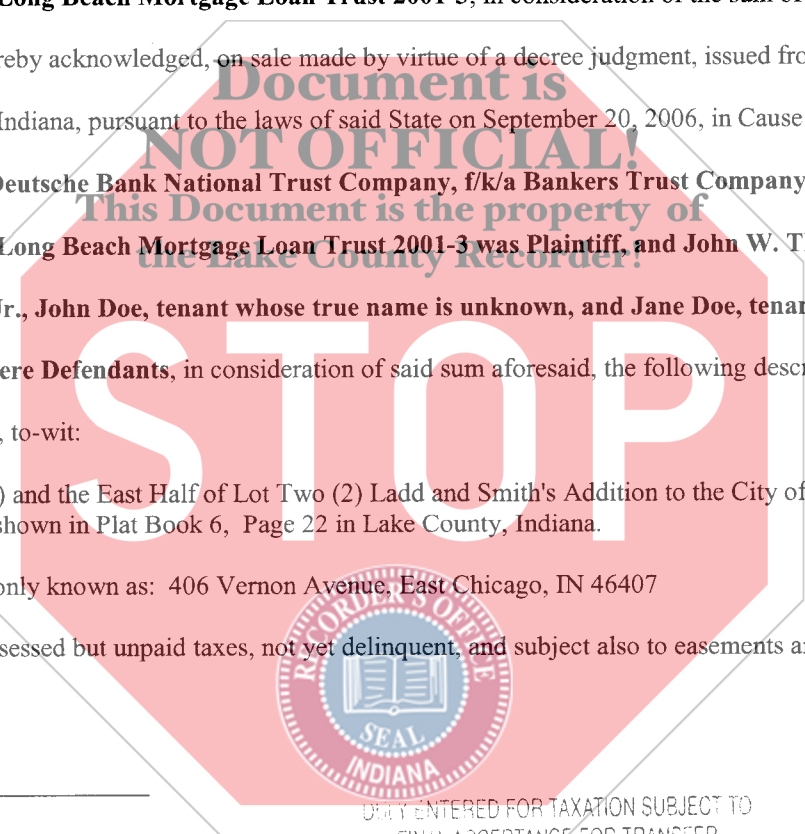 Long Beach Mortgage Loan Trust 2001-3, in consideration of the sum of
reby acknowledged, on sale made by virtue of a decree judgment, issued fro
Document is
Indiana, pursuant to the laws of said State on September 20, 2006, in Cause
NOT OFFICIAL!
Deutsche Bank National Trust Company, f/k/a Bankers Trust Company
This Document is the property of
Long Beach Mortgage Loan Trust 2001-3 was Plaintiff, and John W. T
the Lake County Recorder!
Jr., John Doe, tenant whose true name is unknown, and Jane Doe, tenan
ere Defendants, in consideration of said sum aforesaid, the following descr
STOP
, to-wit:
) and the East Half of Lot Two (2) Ladd and Smith's Addition to the City of
shown in Plat Book 6, Page 22 in Lake County, Indiana.
only known as: 406 Vernon Avenue, East Chicago, IN 46407
sessed but unpaid taxes, not yet delinquent, and subject also to easements a
RECORDER'S OFFICE
SEAL
INDIANA
DULY ENTERED FOR TAXATION SUBJECT TO
FINAL ACCEPTANCE FOR TRANSFER